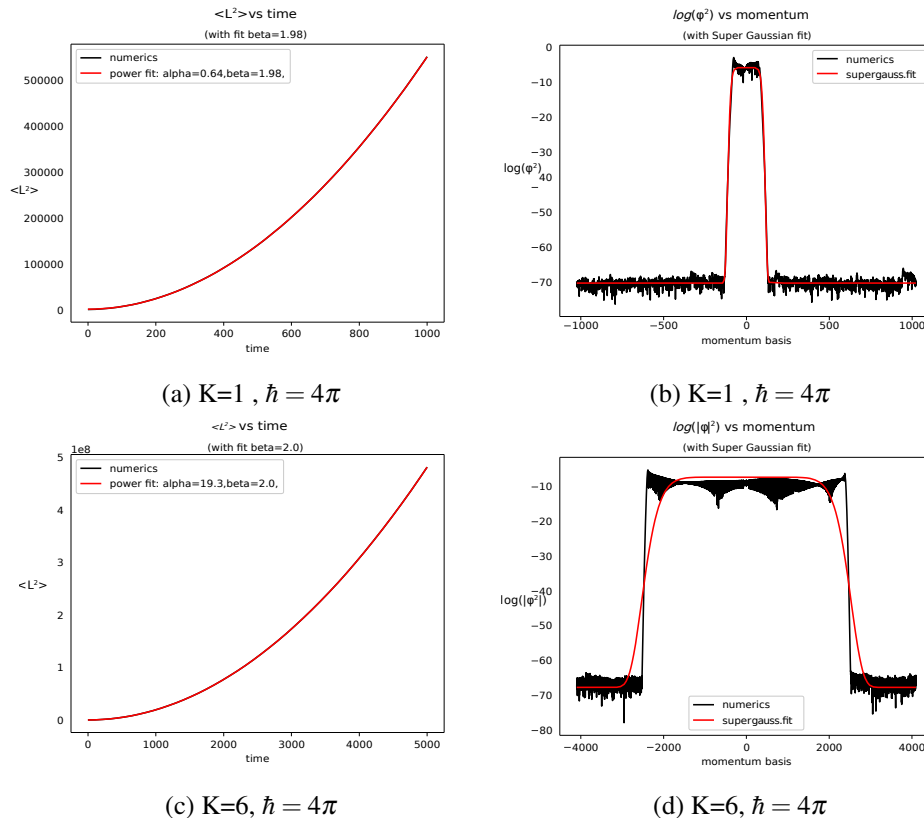 <L²> vs time
(with fit beta=1.98)
numerics
power fit: alpha=0.64,beta=1.98,
500000
400000
300000
200000
100000
0
<L²>
0 200 400 600 800 1000
time
(a) K=1 , ℏ = 4π
log(φ²) vs momentum
(with Super Gaussian fit)
numerics
supergauss.fit
0
−10
−20
−30
−40
−50
−60
−70
log(φ²)
−1000 −500 0 500 1000
momentum basis
(b) K=1 , ℏ = 4π
<L²> vs time
(with fit beta=2.0)
1e8
numerics
power fit: alpha=19.3,beta=2.0,
5
4
3
2
1
0
<L²>
0 1000 2000 3000 4000 5000
time
(c) K=6, ℏ = 4π
log(|φ|²) vs momentum
(with Super Gaussian fit)
−10
−20
−30
−40
−50
−60
−70
−80
log(|φ²|)
numerics
supergauss.fit
−4000 −2000 0 2000 4000
momentum basis
(d) K=6, ℏ = 4π